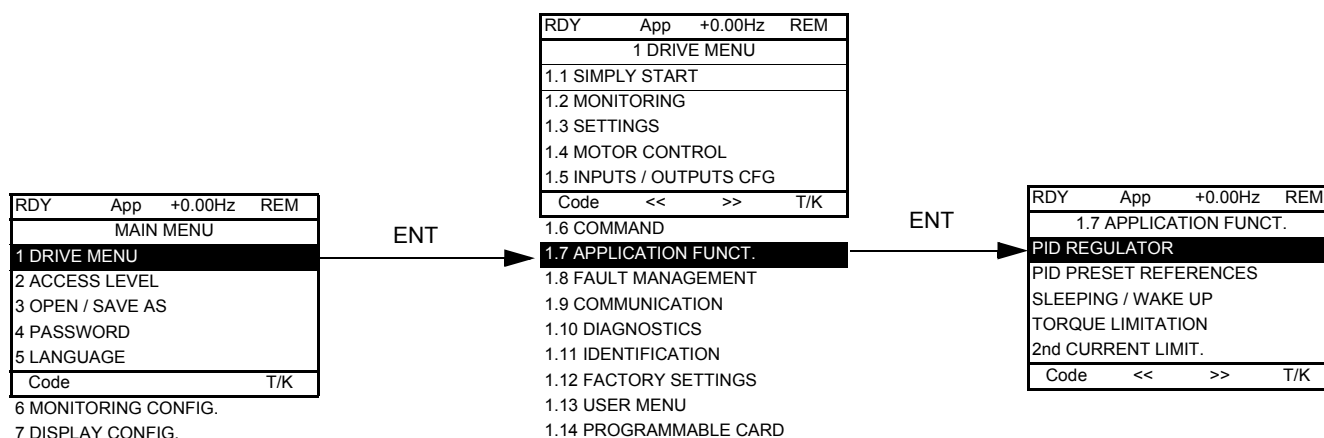 RDY App +0.00Hz REM
MAIN MENU
1 DRIVE MENU
2 ACCESS LEVEL
3 OPEN / SAVE AS
4 PASSWORD
5 LANGUAGE
Code T/K
6 MONITORING CONFIG.
7 DISPLAY CONFIG.
ENT
RDY App +0.00Hz REM
1 DRIVE MENU
1.1 SIMPLY START
1.2 MONITORING
1.3 SETTINGS
1.4 MOTOR CONTROL
1.5 INPUTS / OUTPUTS CFG
Code << >> T/K
1.6 COMMAND
1.7 APPLICATION FUNCT.
1.8 FAULT MANAGEMENT
1.9 COMMUNICATION
1.10 DIAGNOSTICS
1.11 IDENTIFICATION
1.12 FACTORY SETTINGS
1.13 USER MENU
1.14 PROGRAMMABLE CARD
ENT
RDY App +0.00Hz REM
1.7 APPLICATION FUNCT.
PID REGULATOR
PID PRESET REFERENCES
SLEEPING / WAKE UP
TORQUE LIMITATION
2nd CURRENT LIMIT.
Code << >> T/K